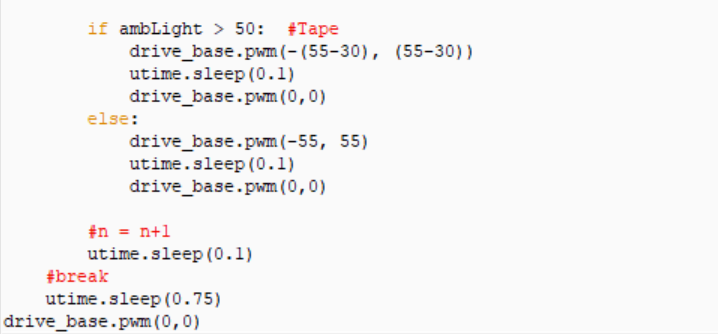 if ambLight > 50:  #Tape
drive_base.pwm(-(55-30), (55-30))
utime.sleep(0.1)
drive_base.pwm(0,0)
else:
drive_base.pwm(-55, 55)
utime.sleep(0.1)
drive_base.pwm(0,0)
#n = n+1
utime.sleep(0.1)
#break
utime.sleep(0.75)
drive_base.pwm(0,0)